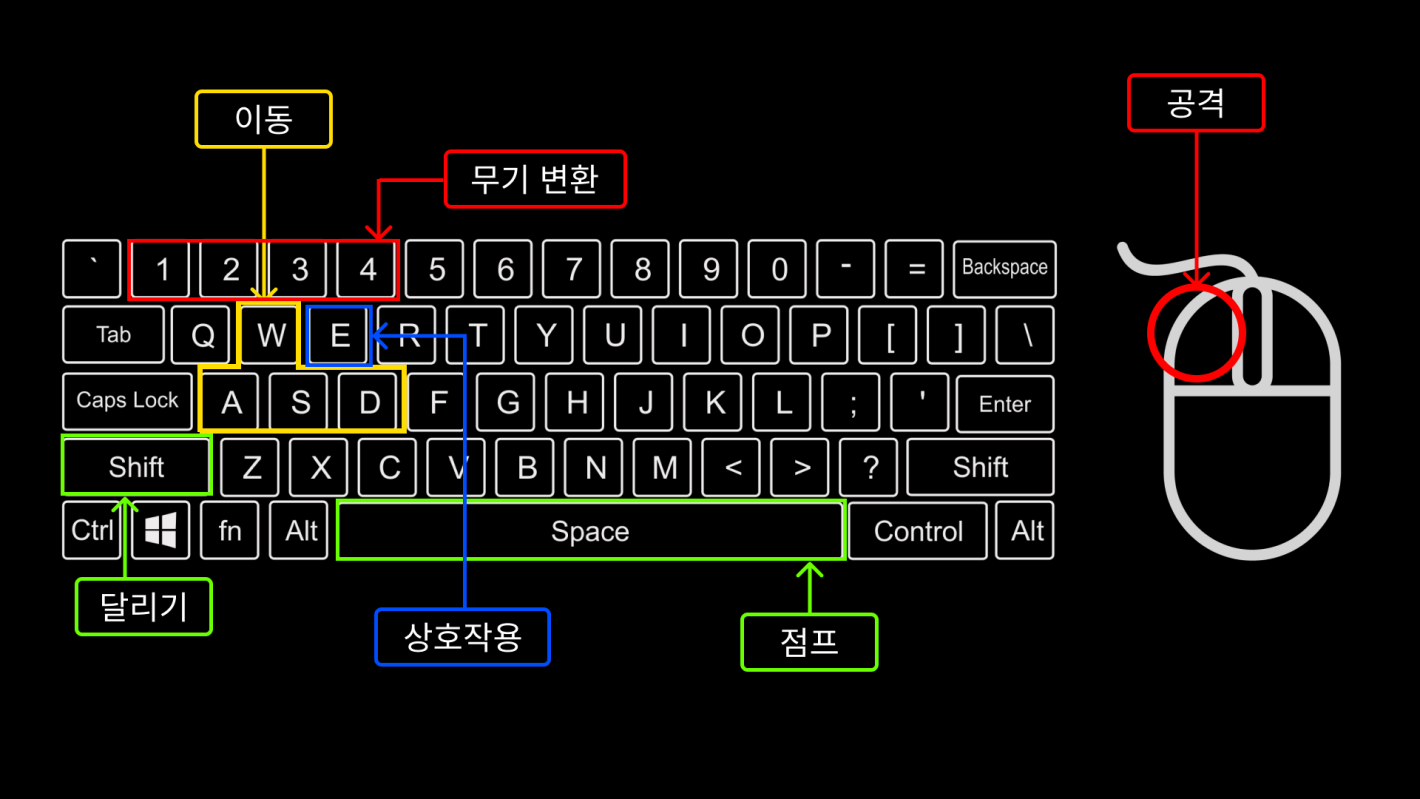 공격
이동
무기 변환
` 1 2 3 4 5 6 7 8 9 0 - = Backspace
Tab Q W E R T Y U I O P [ ] \
Caps Lock A S D F G H J K L ; ' Enter
Shift Z X C V B N M < > ? Shift
Ctrl fn Alt Space Control Alt
달리기
상호작용
점프